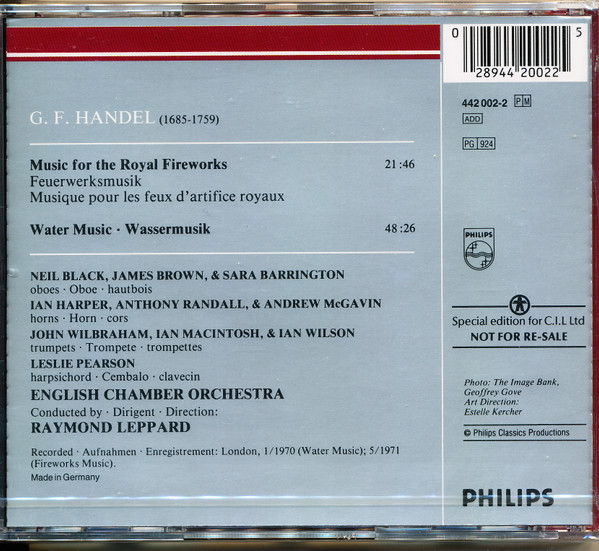 G. F. HANDEL (1685-1759)
Music for the Royal Fireworks 21:46
Feuerwerksmusik
Musique pour les feux d'artifice royaux
Water Music · Wassermusik 48:26
NEIL BLACK, JAMES BROWN, & SARA BARRINGTON
oboes · Oboe · hautbois
IAN HARPER, ANTHONY RANDALL, & ANDREW McGAVIN
horns · Horn · cors
JOHN WILBRAHAM, IAN MACINTOSH, & IAN WILSON
trumpets · Trompete · trompettes
LESLIE PEARSON
harpsichord · Cembalo · clavecin
ENGLISH CHAMBER ORCHESTRA
Conducted by · Dirigent · Direction:
RAYMOND LEPPARD
Recorded · Aufnahmen · Enregistrement: London, 1/1970 (Water Music); 5/1971
(Fireworks Music).
Made in Germany
0 28944 20022 5
442 002-2 PM
ADD
PG 924
PHILIPS
Special edition for C.I.L Ltd
NOT FOR RE-SALE
Photo: The Image Bank,
Geoffrey Gove
Art Direction:
Estelle Kercher
© Philips Classics Productions
PHILIPS